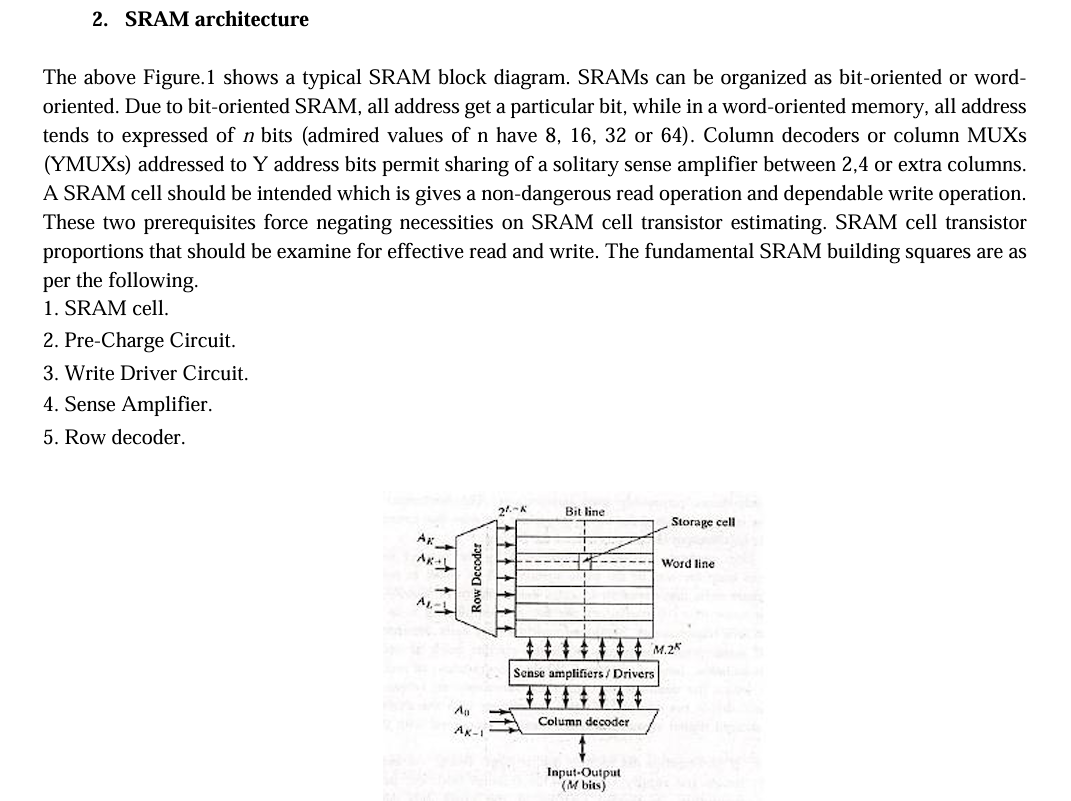 2. SRAM architecture
The above Figure.1 shows a typical SRAM block diagram. SRAMs can be organized as bit-oriented or word-
oriented. Due to bit-oriented SRAM, all address get a particular bit, while in a word-oriented memory, all address
tends to expressed of n bits (admired values of n have 8, 16, 32 or 64). Column decoders or column MUXs
(YMUXs) addressed to Y address bits permit sharing of a solitary sense amplifier between 2,4 or extra columns.
A SRAM cell should be intended which is gives a non-dangerous read operation and dependable write operation.
These two prerequisites force negating necessities on SRAM cell transistor estimating. SRAM cell transistor
proportions that should be examine for effective read and write. The fundamental SRAM building squares are as
per the following.
1. SRAM cell.
2. Pre-Charge Circuit.
3. Write Driver Circuit.
4. Sense Amplifier.
5. Row decoder.
2^L-K
Bit line
Storage cell
A_K
A_K+1
Word line
Row Decoder
A_L-1
M.2^K
Sense amplifiers / Drivers
A_0
Column decoder
A_K-1
Input-Output
(M bits)